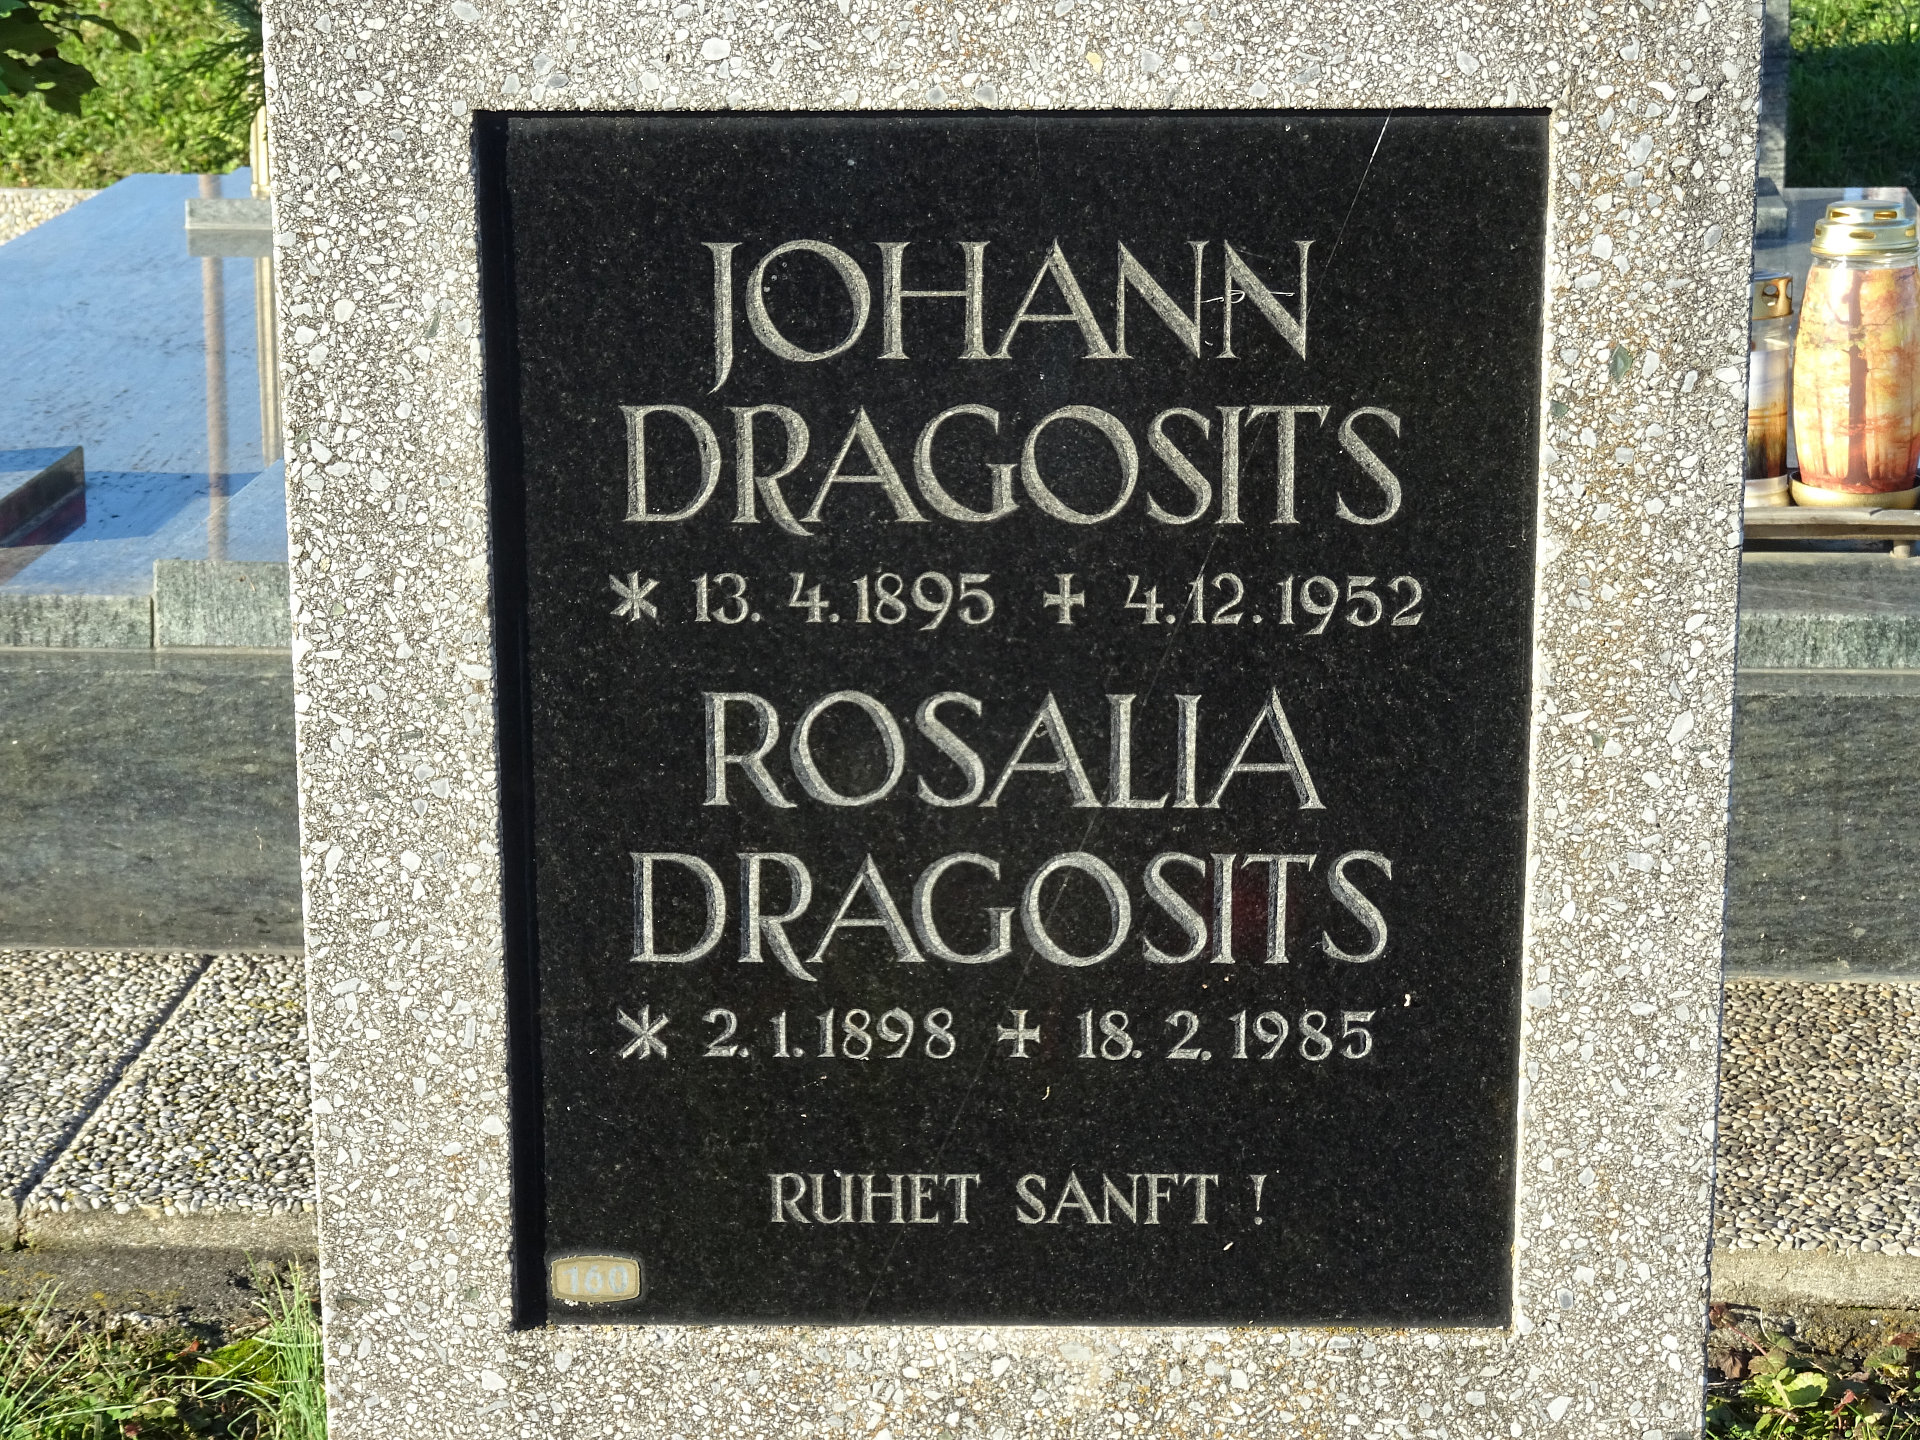 JOHANN
DRAGOSITS
* 13. 4. 1895 + 4. 12. 1952
ROSALIA
DRAGOSITS
* 2. 1. 1898 + 18. 2. 1985
RUHET SANFT !
160